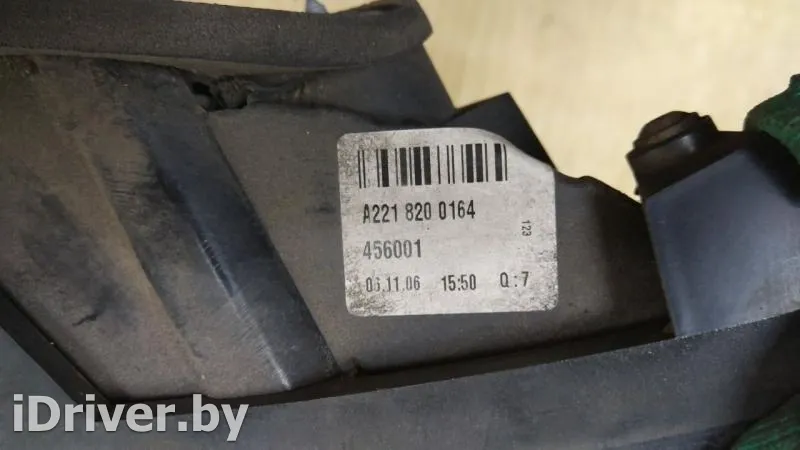 A221 820 0164
456001
123
06.11.06 15:50 Q:7
iDriver.by